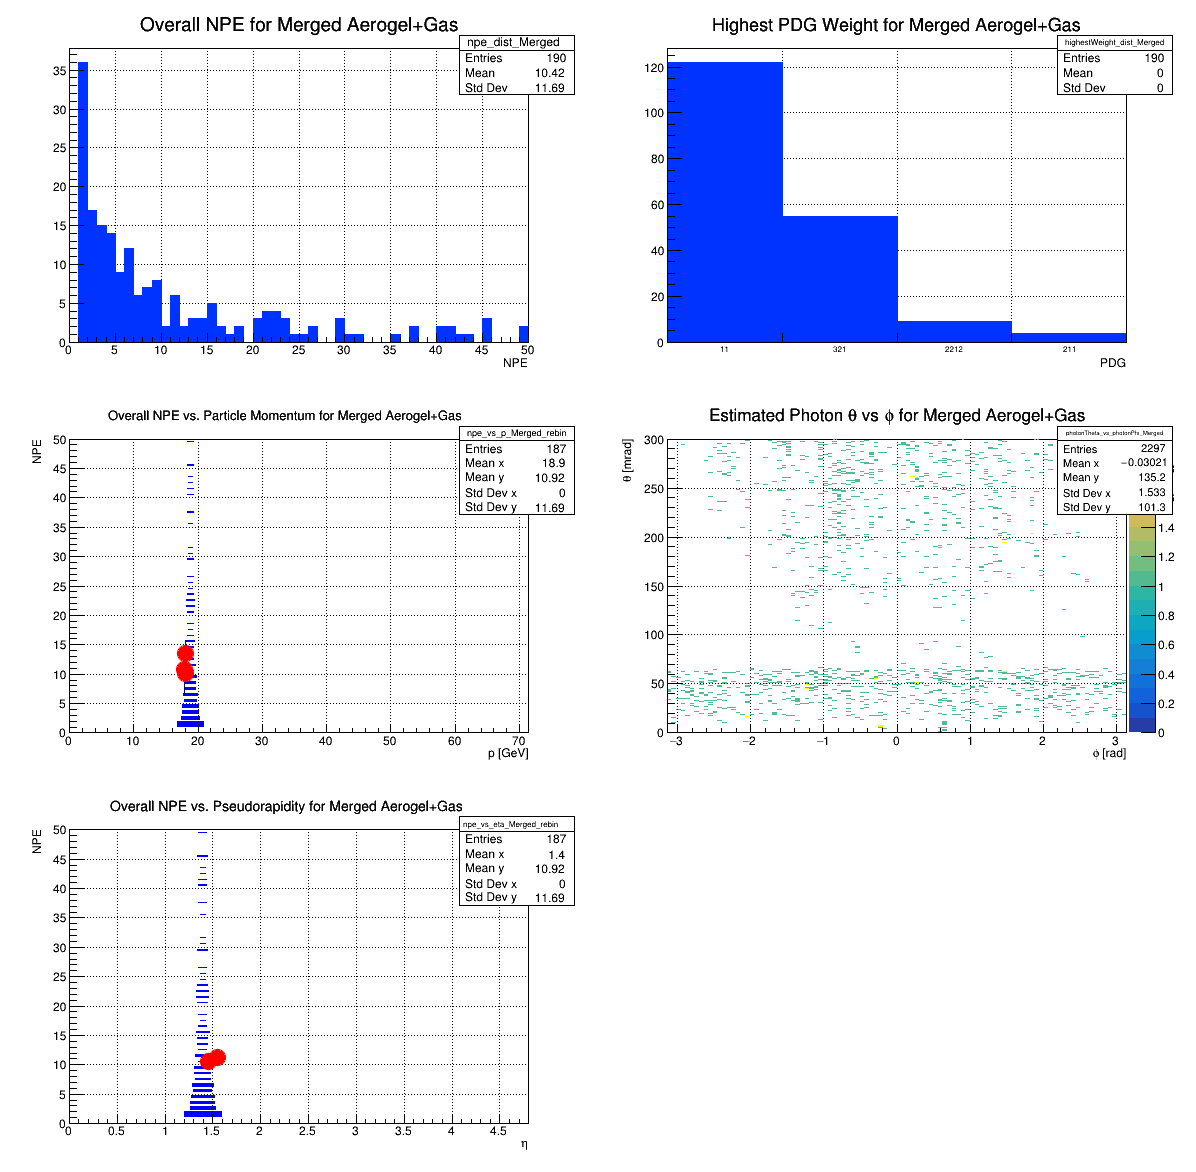 Overall NPE for Merged Aerogel+Gas
npe_dist_Merged
Entries 190
Mean 10.42
Std Dev 11.69
35
30
25
20
15
10
5
0
0 5 10 15 20 25 30 35 40 45 50
NPE
Highest PDG Weight for Merged Aerogel+Gas
highestWeight_dist_Merged
Entries 190
Mean 0
Std Dev 0
120
100
80
60
40
20
0
11 321 2212 211
PDG
Overall NPE vs. Particle Momentum for Merged Aerogel+Gas
npe_vs_p_Merged_rebin
Entries 187
Mean x 18.9
Mean y 10.92
Std Dev x 0
Std Dev y 11.69
NPE
50
45
40
35
30
25
20
15
10
5
0
0 10 20 30 40 50 60 70
p [GeV]
Estimated Photon θ vs ϕ for Merged Aerogel+Gas
photonTheta_vs_photonPhi_Merged
Entries 2297
Mean x −0.03021
Mean y 135.2
Std Dev x 1.533
Std Dev y 101.3
θ [mrad]
300
250
200
150
100
50
0
−3 −2 −1 0 1 2 3
ϕ [rad]
1.4
1.2
1
0.8
0.6
0.4
0.2
0
Overall NPE vs. Pseudorapidity for Merged Aerogel+Gas
npe_vs_eta_Merged_rebin
Entries 187
Mean x 1.4
Mean y 10.92
Std Dev x 0
Std Dev y 11.69
NPE
50
45
40
35
30
25
20
15
10
5
0
0 0.5 1 1.5 2 2.5 3 3.5 4 4.5
η